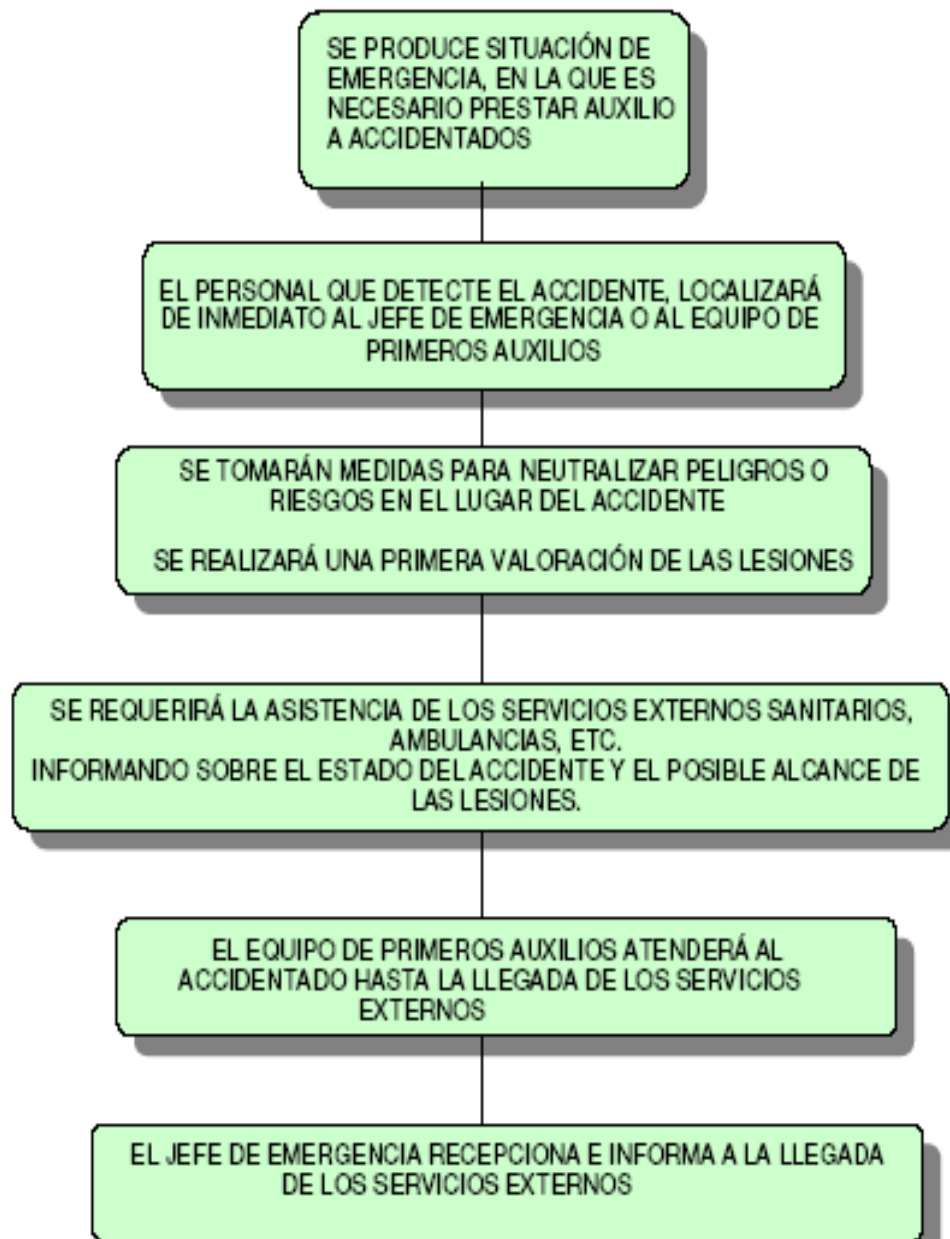 SE PRODUCE SITUACIÓN DE
EMERGENCIA, EN LA QUE ES
NECESARIO PRESTAR AUXILIO
A ACCIDENTADOS
EL PERSONAL QUE DETECTE EL ACCIDENTE, LOCALIZARÁ
DE INMEDIATO AL JEFE DE EMERGENCIA O AL EQUIPO DE
PRIMEROS AUXILIOS
SE TOMARÁN MEDIDAS PARA NEUTRALIZAR PELIGROS O
RIESGOS EN EL LUGAR DEL ACCIDENTE
SE REALIZARÁ UNA PRIMERA VALORACIÓN DE LAS LESIONES
SE REQUERIRÁ LA ASISTENCIA DE LOS SERVICIOS EXTERNOS SANITARIOS,
AMBULANCIAS, ETC.
INFORMANDO SOBRE EL ESTADO DEL ACCIDENTE Y EL POSIBLE ALCANCE DE
LAS LESIONES.
EL EQUIPO DE PRIMEROS AUXILIOS ATENDERÁ AL
ACCIDENTADO HASTA LA LLEGADA DE LOS SERVICIOS
EXTERNOS
EL JEFE DE EMERGENCIA RECEPCIONA E INFORMA A LA LLEGADA
DE LOS SERVICIOS EXTERNOS